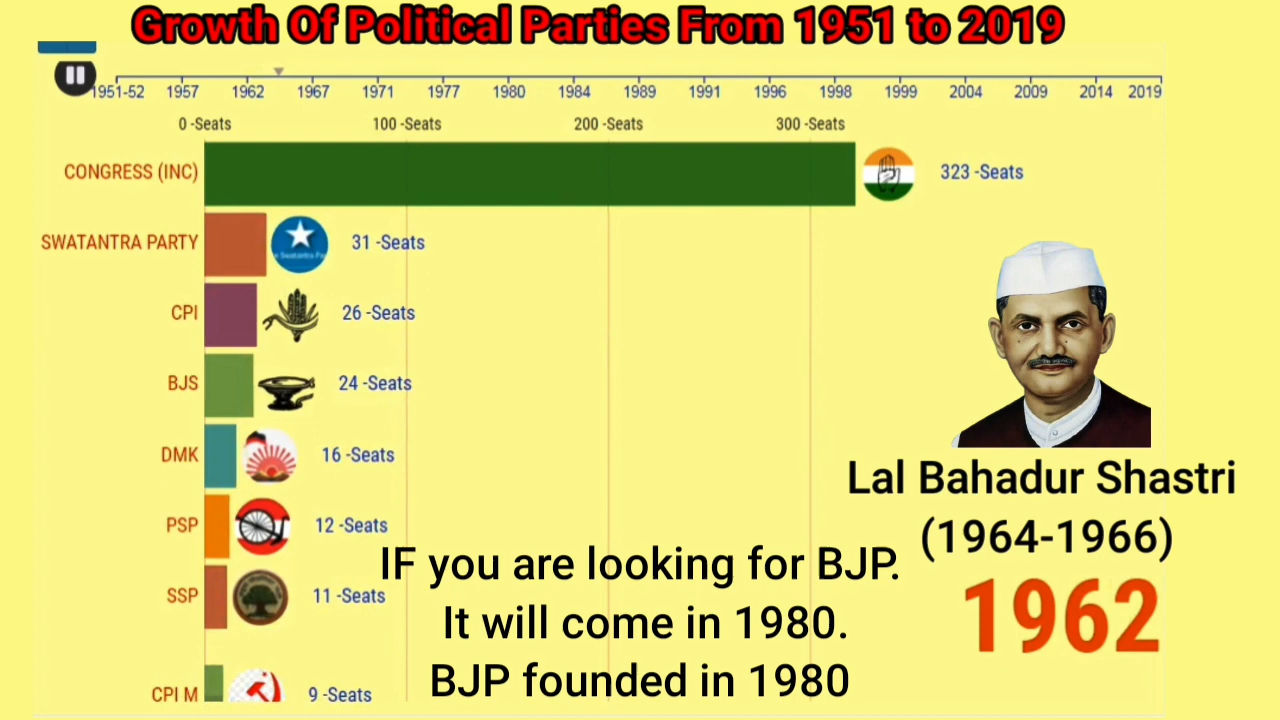 Growth Of Political Parties From 1951 to 2019
1951-52 1957 1962 1967 1971 1977 1980 1984 1989 1991 1996 1998 1999 2004 2009 2014 2019
0 -Seats 100 -Seats 200 -Seats 300 -Seats
CONGRESS (INC) 323 -Seats
SWATANTRA PARTY 31 -Seats
CPI 26 -Seats
BJS 24 -Seats
DMK 16 -Seats
PSP 12 -Seats
SSP 11 -Seats
CPI M 9 -Seats
Lal Bahadur Shastri
(1964-1966)
1962
IF you are looking for BJP.
It will come in 1980.
BJP founded in 1980